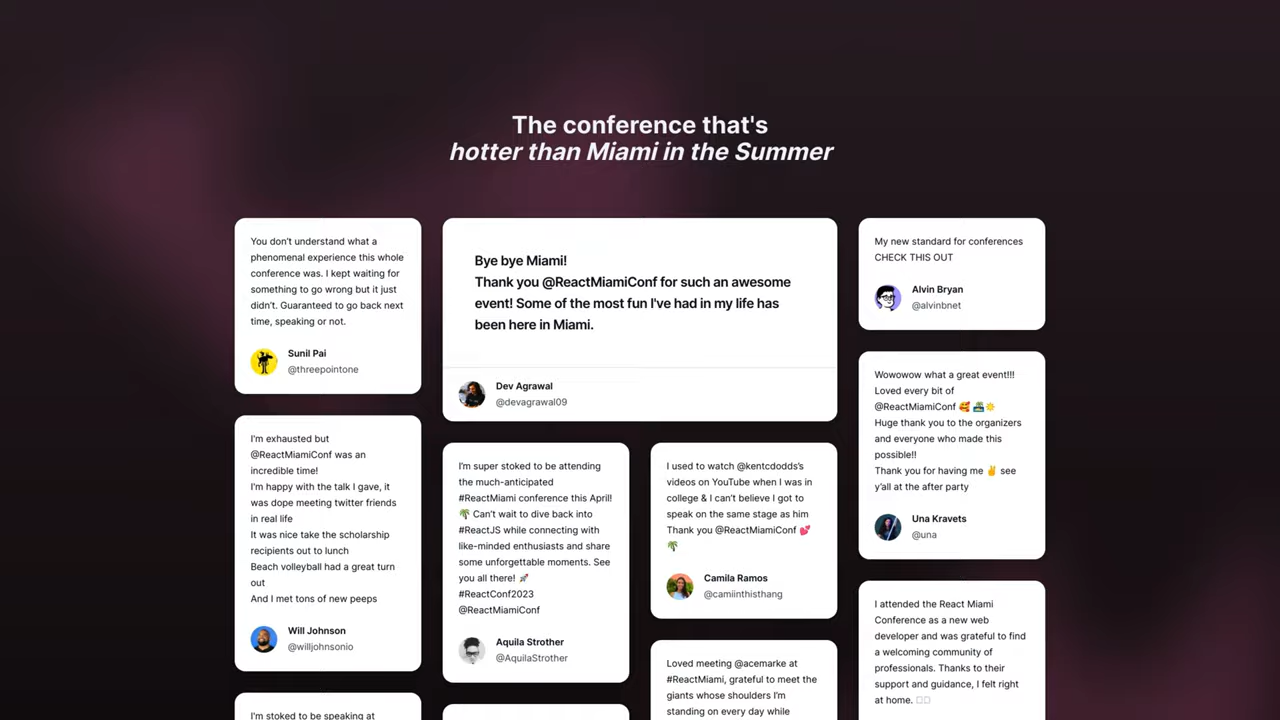 The conference that's
hotter than Miami in the Summer
You don’t understand what a
phenomenal experience this whole
conference was. I kept waiting for
something to go wrong but it just
didn’t. Guaranteed to go back next
time, speaking or not.
Sunil Pai
@threepointone
I'm exhausted but
@ReactMiamiConf was an
incredible time!
I'm happy with the talk I gave, it
was dope meeting twitter friends
in real life
It was nice take the scholarship
recipients out to lunch
Beach volleyball had a great turn
out
And I met tons of new peeps
Will Johnson
@willjohnsonio
I'm stoked to be speaking at
Bye bye Miami!
Thank you @ReactMiamiConf for such an awesome
event! Some of the most fun I've had in my life has
been here in Miami.
Dev Agrawal
@devagrawal09
I’m super stoked to be attending
the much-anticipated
#ReactMiami conference this April!
🌴 Can’t wait to dive back into
#ReactJS while connecting with
like-minded enthusiasts and share
some unforgettable moments. See
you all there! 🚀
#ReactConf2023
@ReactMiamiConf
Aquila Strother
@AquilaStrother
I used to watch @kentcdodds’s
videos on YouTube when I was in
college & I can’t believe I got to
speak on the same stage as him
Thank you @ReactMiamiConf 💕
🌴
Camila Ramos
@camiinthisthang
Loved meeting @acemarke at
#ReactMiami, grateful to meet the
giants whose shoulders I’m
standing on every day while
My new standard for conferences
CHECK THIS OUT
Alvin Bryan
@alvinbnet
Wowowow what a great event!!!
Loved every bit of
@ReactMiamiConf 🥰 🏝️☀️
Huge thank you to the organizers
and everyone who made this
possible!!
Thank you for having me ✌️ see
y’all at the after party
Una Kravets
@una
I attended the React Miami
Conference as a new web
developer and was grateful to find
a welcoming community of
professionals. Thanks to their
support and guidance, I felt right
at home.